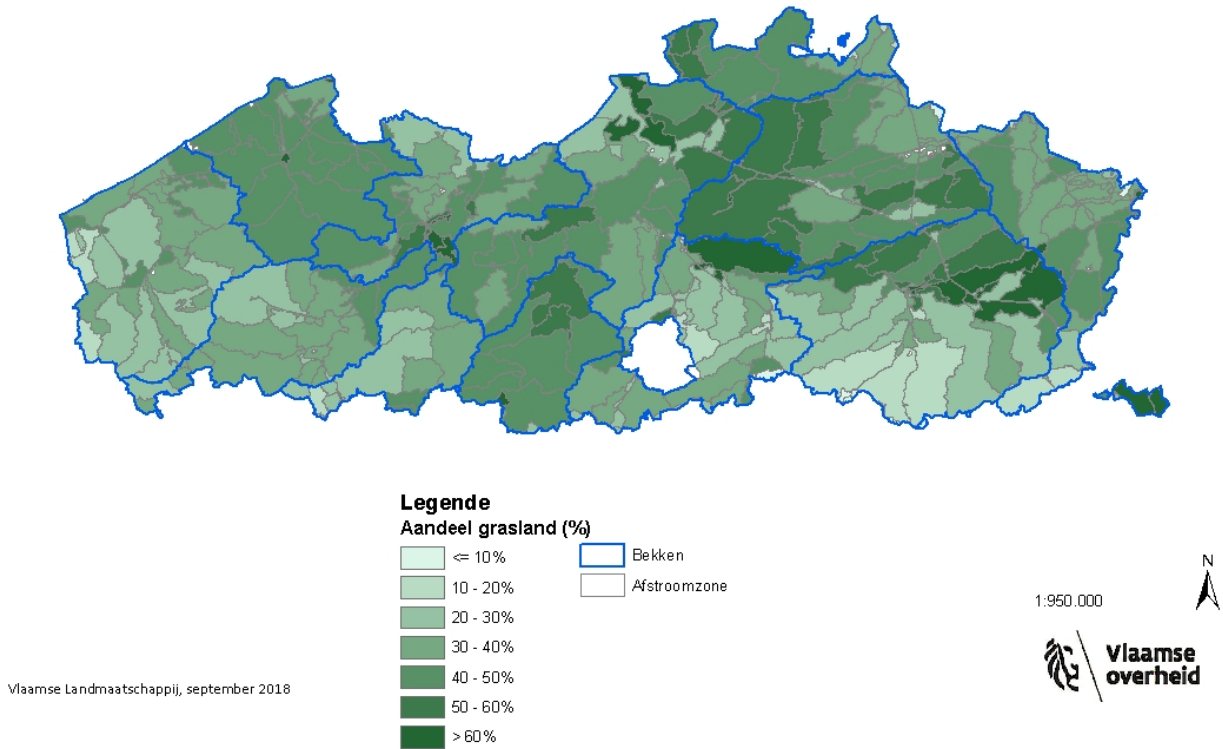 Legende
Aandeel grasland (%)
<= 10%
10 - 20%
20 - 30%
30 - 40%
40 - 50%
50 - 60%
> 60%
Bekken
Afstroomzone
N
1:950.000
Vlaamse
overheid
Vlaamse Landmaatschappij, september 2018